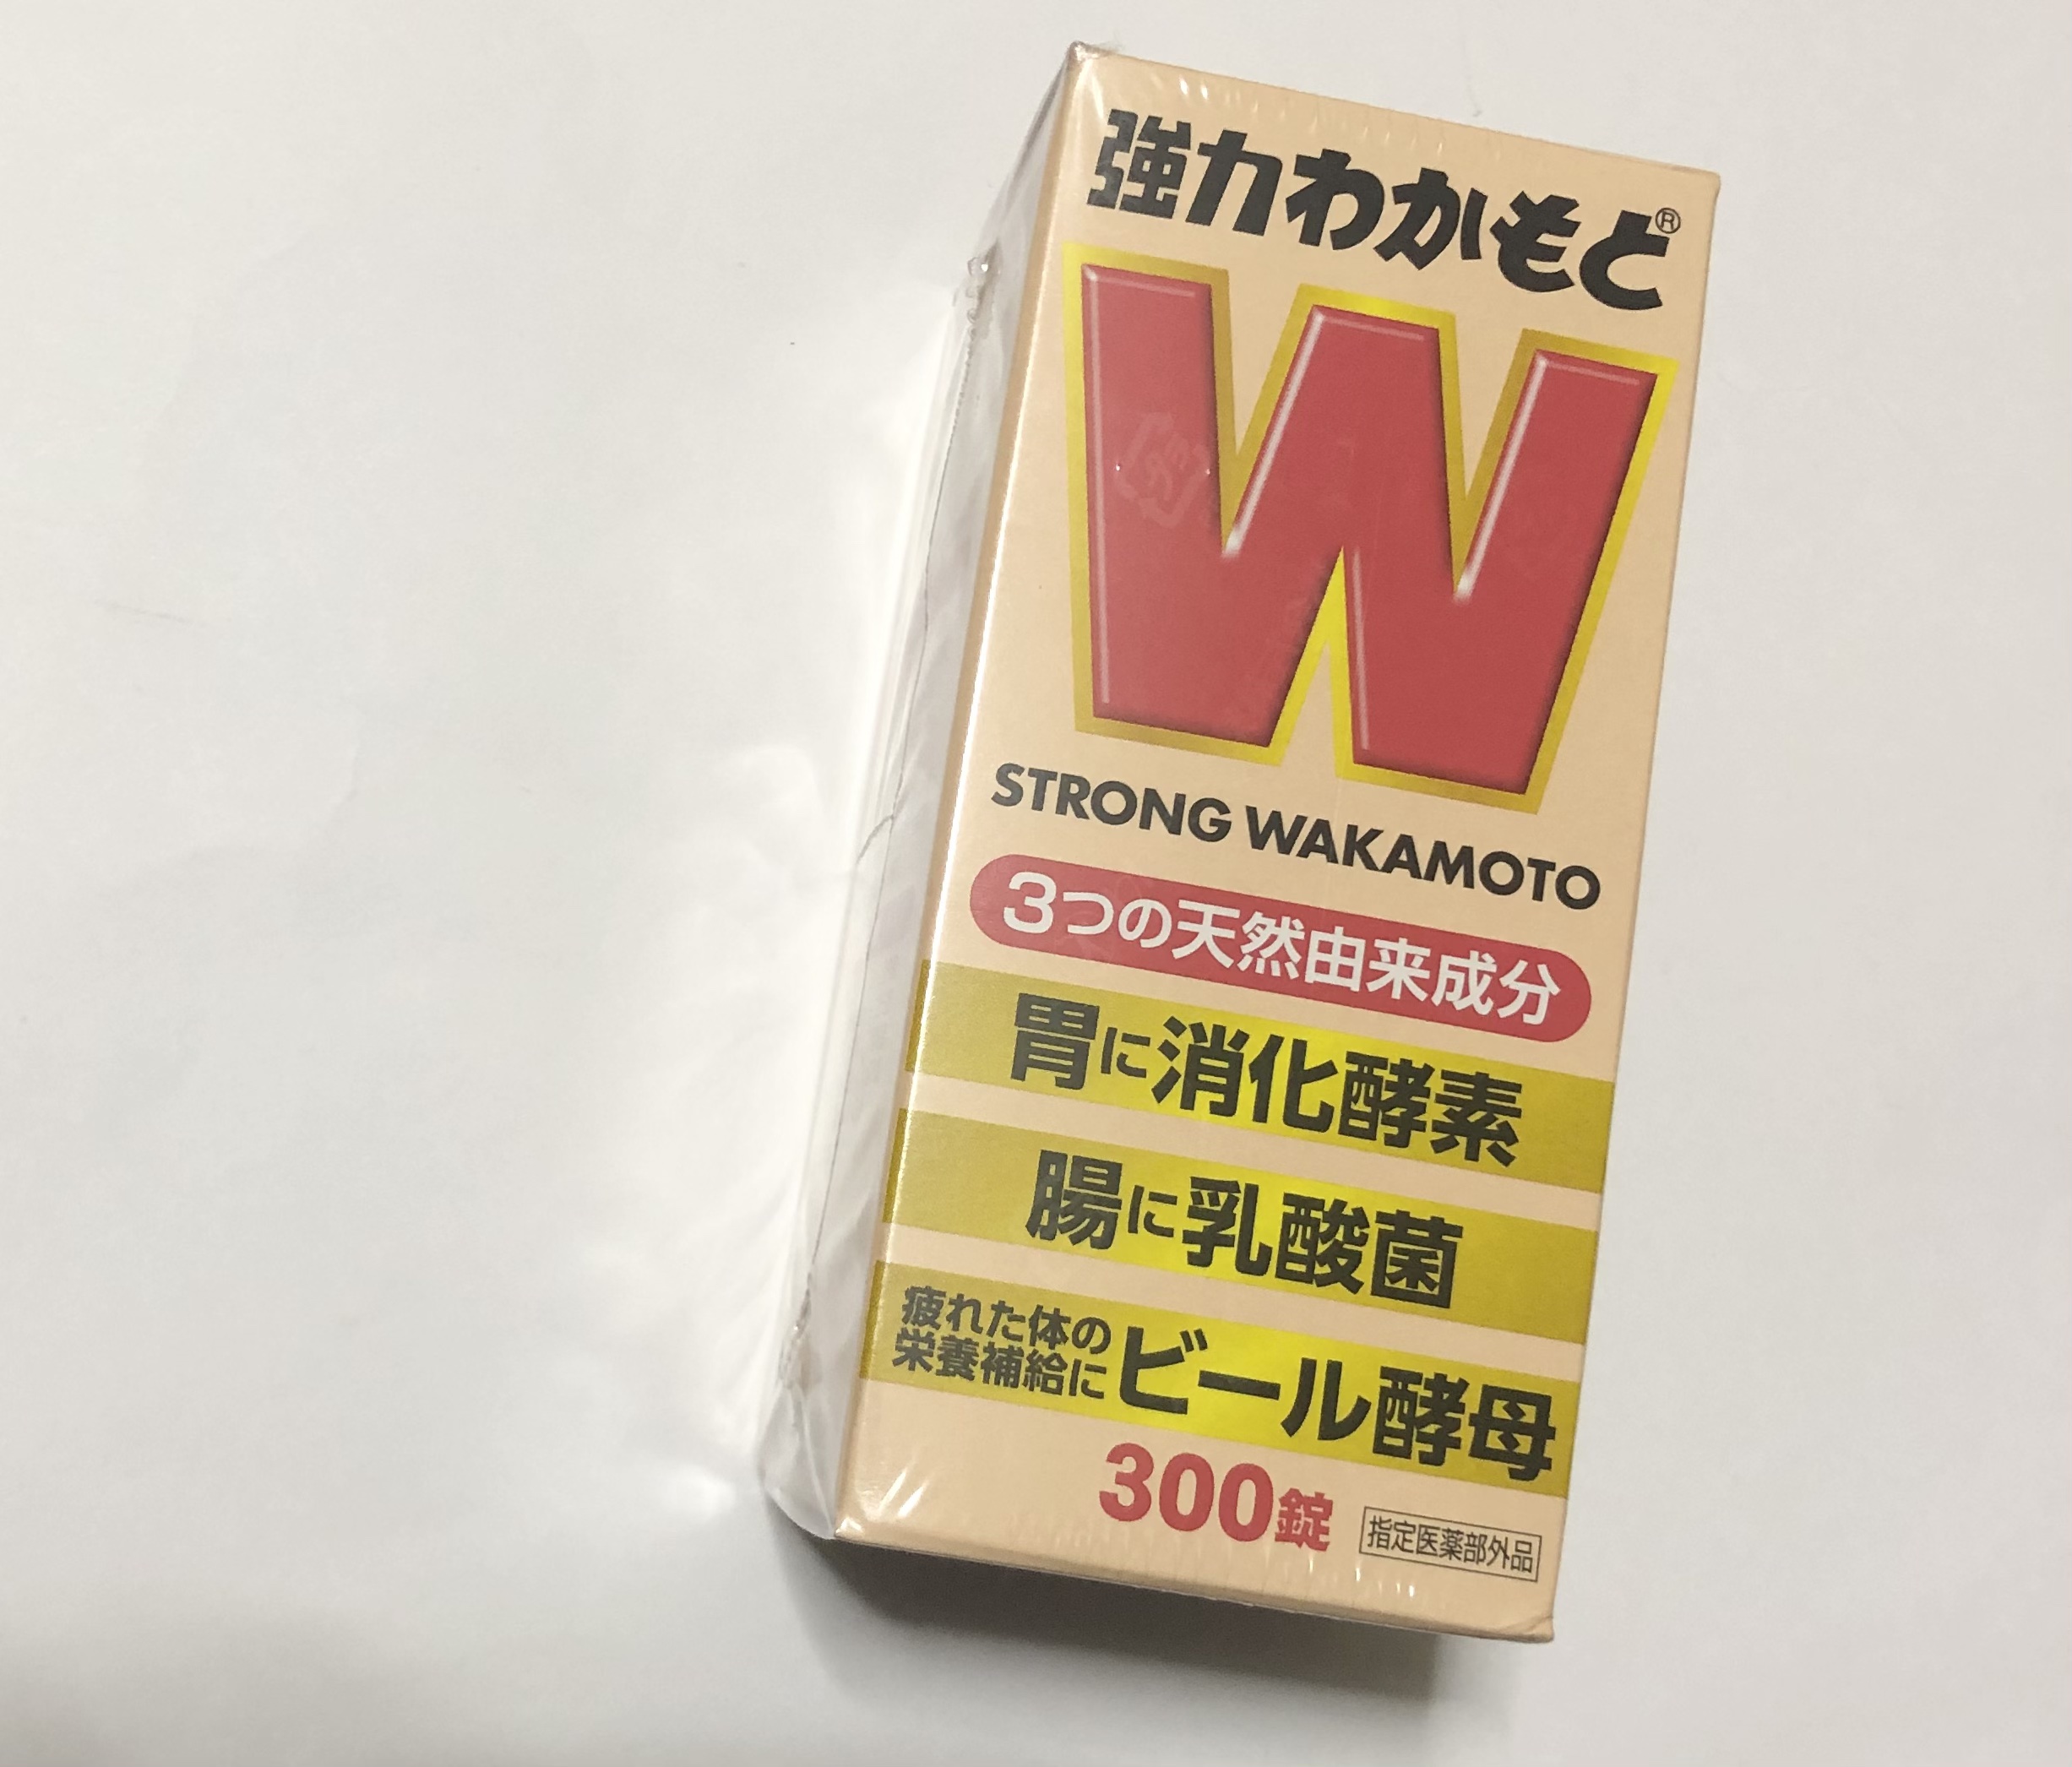 強力わかもと®
W
STRONG WAKAMOTO
3つの天然由来成分
胃に消化酵素
腸に乳酸菌
疲れた体の
栄養補給にビール酵母
300錠
指定医薬部外品